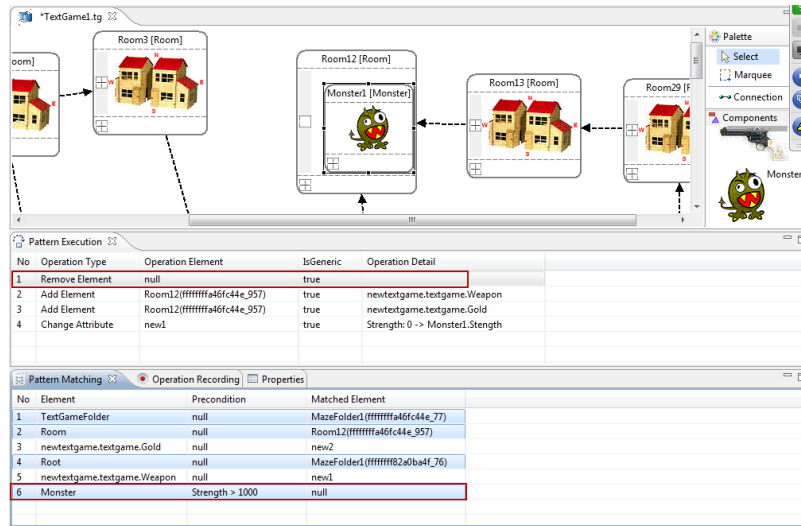 *TextGame1.tg
Room3 [Room]
oom]
W
N
E
S
Room12 [Room]
Monster1 [Monster]
Room13 [Room]
W
N
E
S
Room29 [F
W
N
Palette
Select
Marquee
Connection
Components
Monster
Pattern Execution
No Operation Type Operation Element IsGeneric Operation Detail
1 Remove Element null true
2 Add Element Room12(ffffffffa46fc44e_957) true newtextgame.textgame.Weapon
3 Add Element Room12(ffffffffa46fc44e_957) true newtextgame.textgame.Gold
4 Change Attribute new1 true Strength: 0 -> Monster1.Stength
Pattern Matching Operation Recording Properties
No Element Precondition Matched Element
1 TextGameFolder null MazeFolder1(ffffffffa46fc44e_77)
2 Room null Room12(ffffffffa46fc44e_957)
3 newtextgame.textgame.Gold null new2
4 Root null MazeFolder1(ffffffff82a0ba4f_76)
5 newtextgame.textgame.Weapon null new1
6 Monster Strength > 1000 null